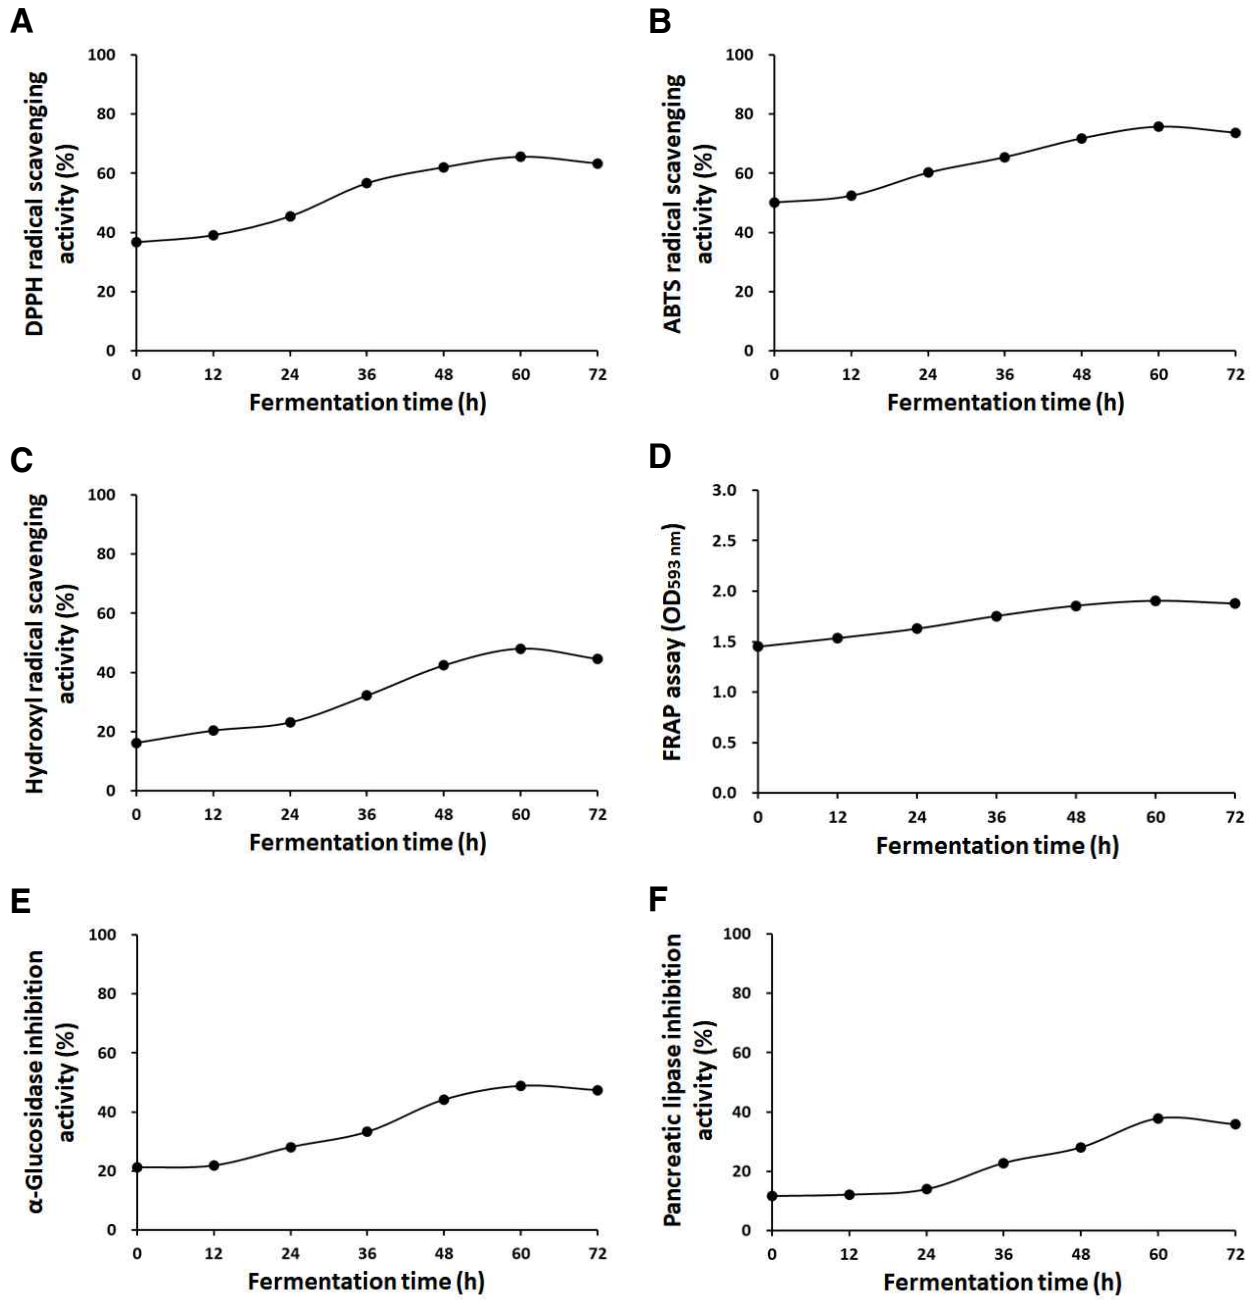 A
DPPH radical scavenging
activity (%)
100
80
60
40
20
0
0 12 24 36 48 60 72
Fermentation time (h)
B
ABTS radical scavenging
activity (%)
100
80
60
40
20
0
0 12 24 36 48 60 72
Fermentation time (h)
C
Hydroxyl radical scavenging
activity (%)
100
80
60
40
20
0
0 12 24 36 48 60 72
Fermentation time (h)
D
FRAP assay (OD593 nm)
3.0
2.5
2.0
1.5
1.0
0.5
0.0
0 12 24 36 48 60 72
Fermentation time (h)
E
α-Glucosidase inhibition
activity (%)
100
80
60
40
20
0
0 12 24 36 48 60 72
Fermentation time (h)
F
Pancreatic lipase inhibition
activity (%)
100
80
60
40
20
0
0 12 24 36 48 60 72
Fermentation time (h)